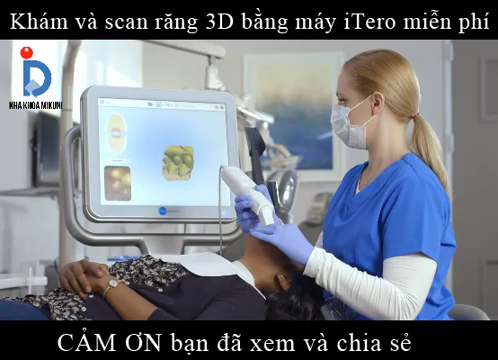 Khám và scan răng 3D bằng máy iTero miễn phí
NHA KHOA MIKUNI
CẢM ƠN bạn đã xem và chia sẻ